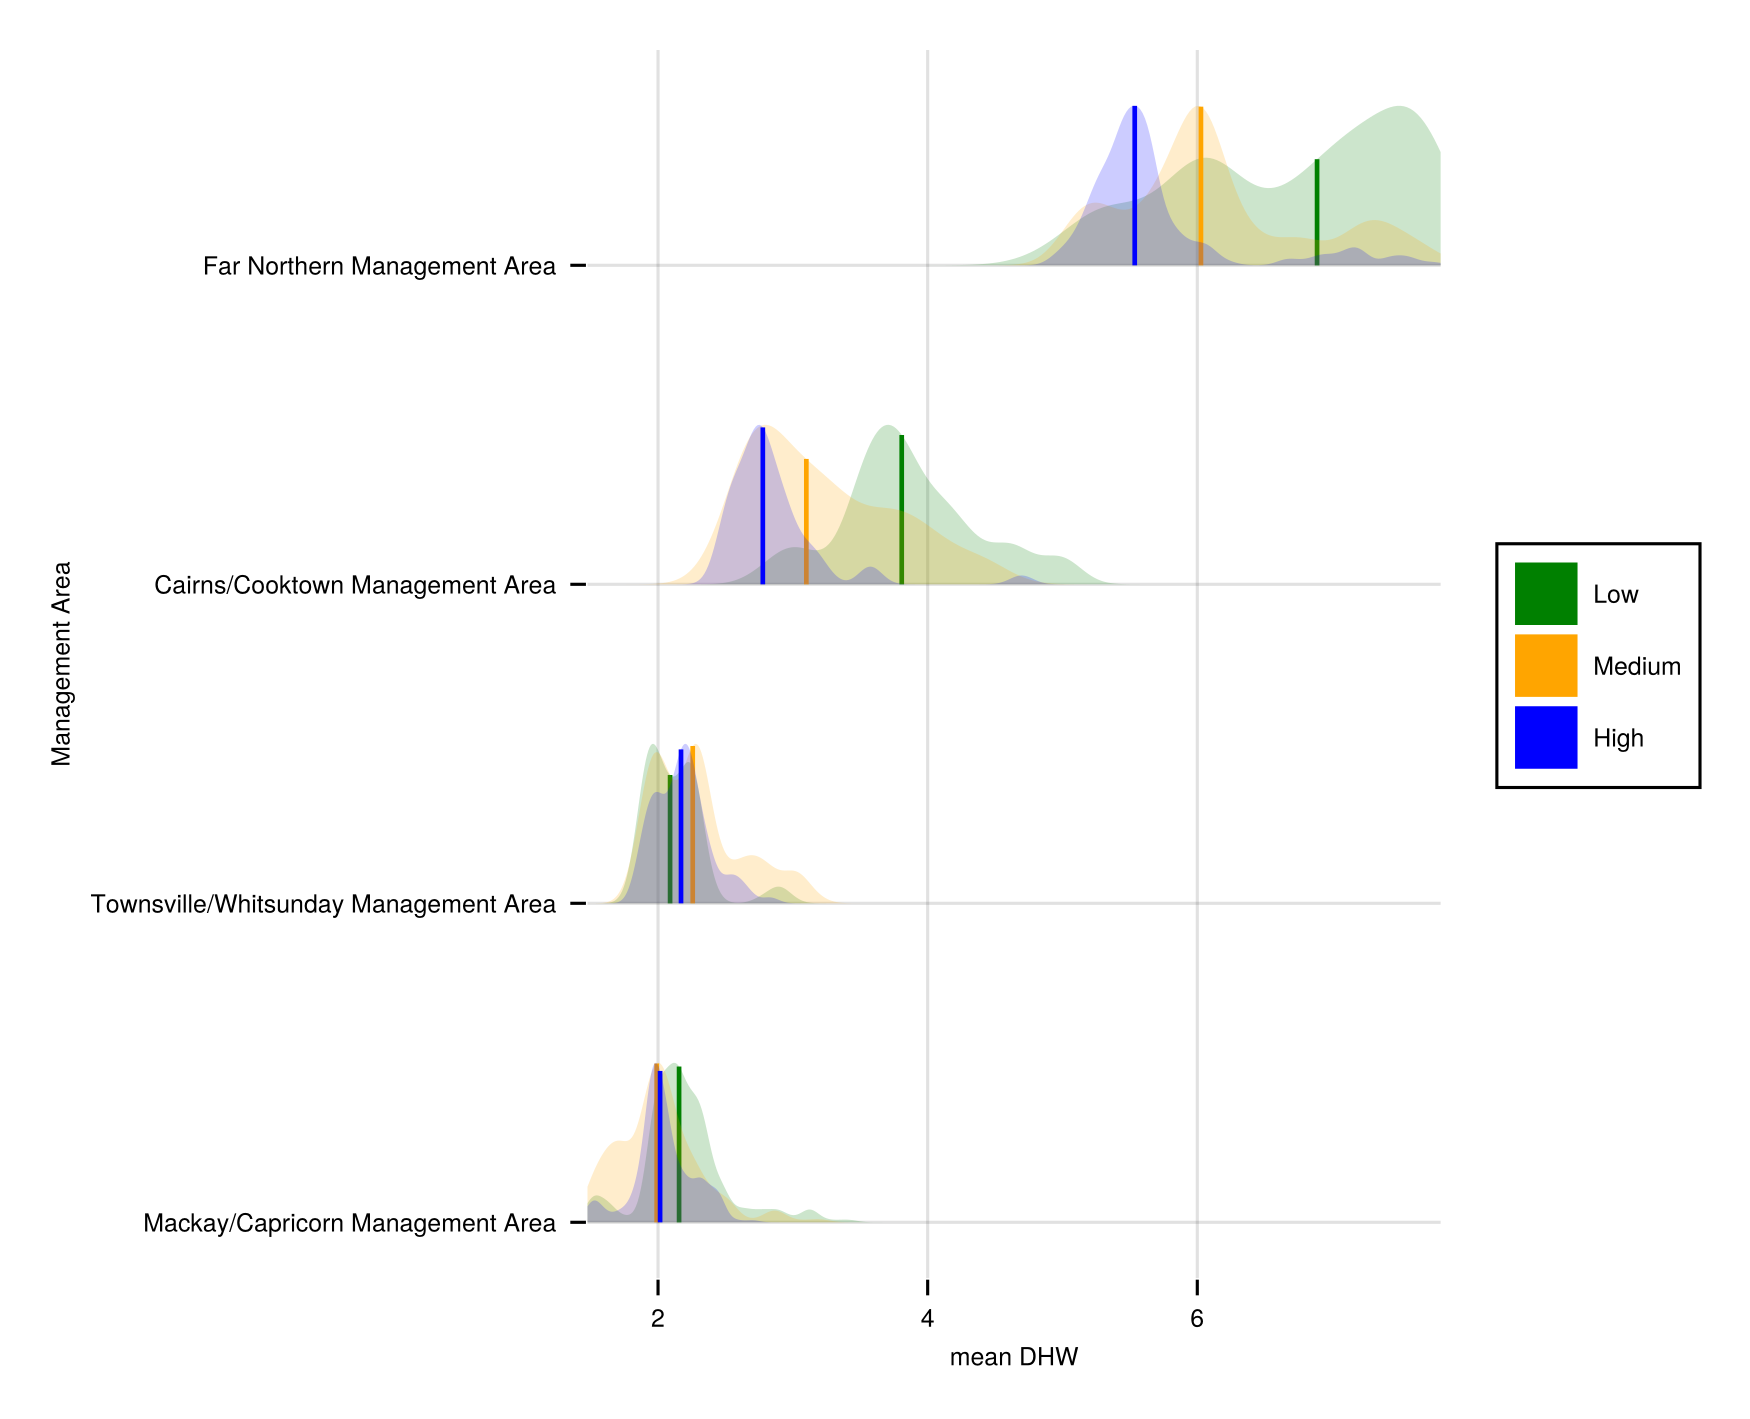 Far Northern Management Area
Cairns/Cooktown Management Area
Townsville/Whitsunday Management Area
Mackay/Capricorn Management Area
Management Area
2
4
6
mean DHW
Low
Medium
High